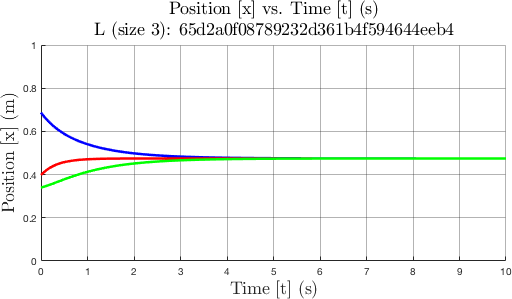 Position [x] vs. Time [t] (s)
L (size 3): 65d2a0f08789232d361b4f594644eeb4
Position [x] (m)
1
0.8
0.6
0.4
0.2
0
0 1 2 3 4 5 6 7 8 9 10
Time [t] (s)